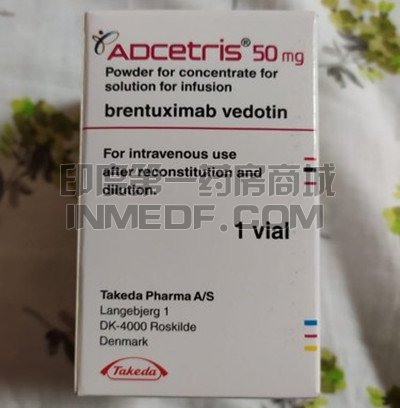 ADCETRIS® 50 mg
Powder for concentrate for
solution for infusion
brentuximab vedotin
For intravenous use
after reconstitution and
dilution.
印度第一药房商城
INMEDF.COM
1 vial
Takeda Pharma A/S
Langebjerg 1
DK-4000 Roskilde
Denmark
Takeda